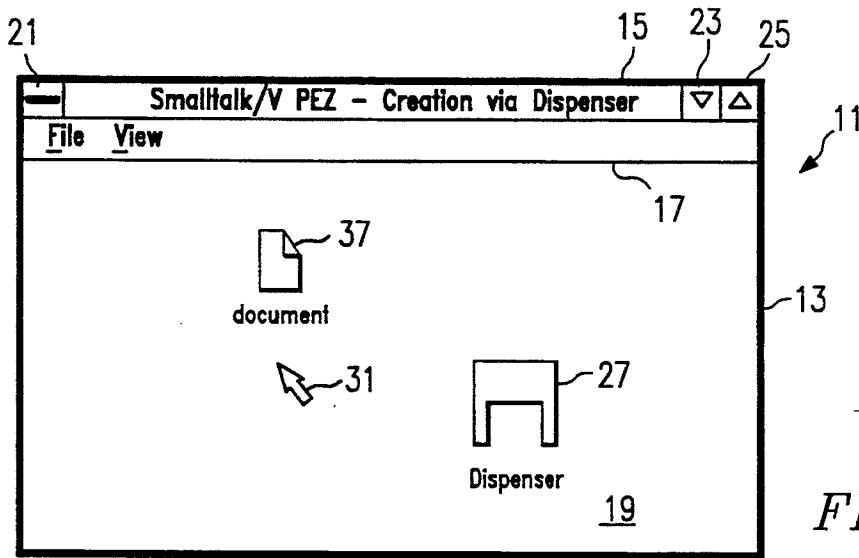 21 15 23 25
Smalltalk/V PEZ - Creation via Dispenser
File View
11
17
37
document
13
31
27
Dispenser
19